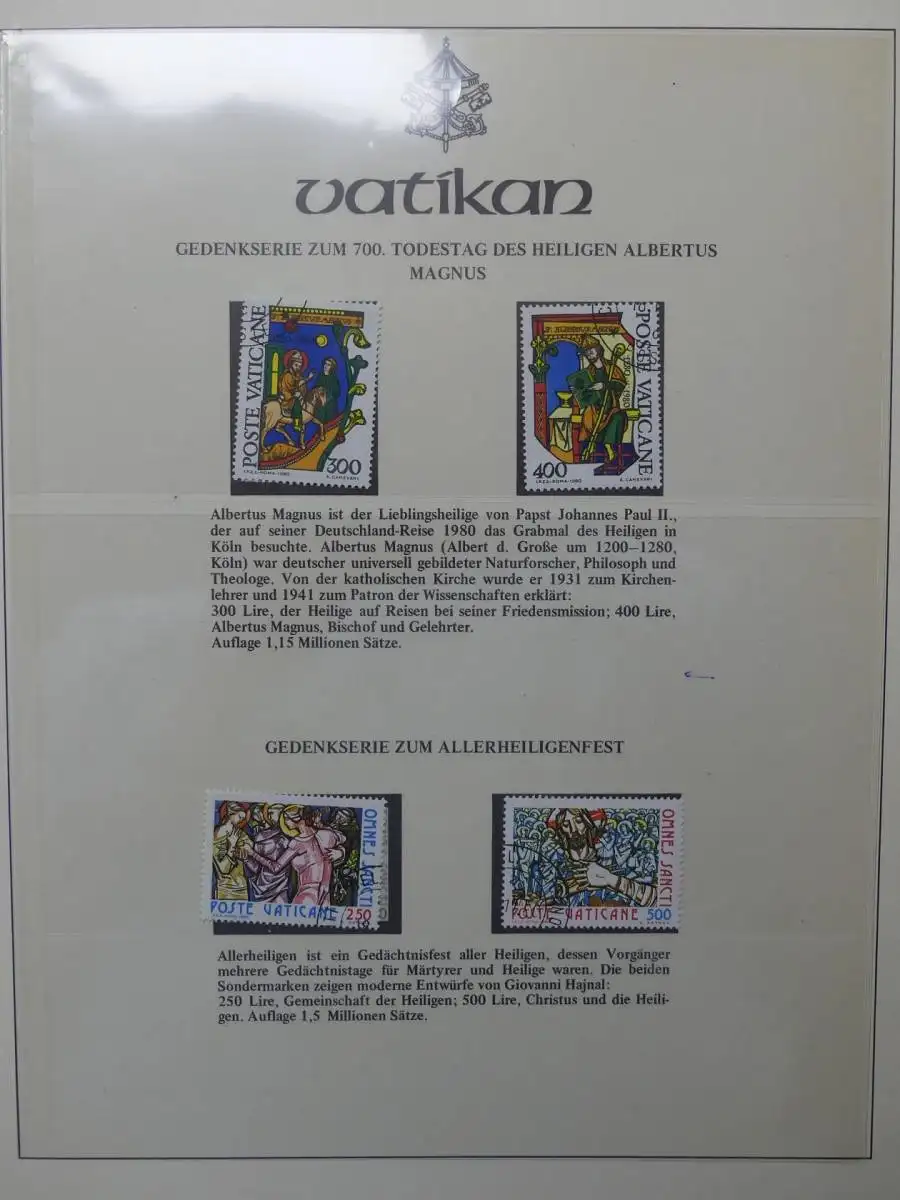 vatikan
GEDENKSERIE ZUM 700. TODESTAG DES HEILIGEN ALBERTUS
MAGNUS
POSTE VATICANE
300
POSTE VATICANE
1280 1980
400
Albertus Magnus ist der Lieblingsheilige von Papst Johannes Paul II.,
der auf seiner Deutschland-Reise 1980 das Grabmal des Heiligen in
Köln besuchte. Albertus Magnus (Albert d. Große um 1200–1280,
Köln) war deutscher universell gebildeter Naturforscher, Philosoph und
Theologe. Von der katholischen Kirche wurde er 1931 zum Kirchen-
lehrer und 1941 zum Patron der Wissenschaften erklärt:
300 Lire, der Heilige auf Reisen bei seiner Friedensmission; 400 Lire,
Albertus Magnus, Bischof und Gelehrter.
Auflage 1,15 Millionen Sätze.
GEDENKSERIE ZUM ALLERHEILIGENFEST
OMNES SANCTI
POSTE VATICANE 250
OMNES SANCTI
POSTE VATICANE 500
Allerheiligen ist ein Gedächtnisfest aller Heiligen, dessen Vorgänger
mehrere Gedächtnistage für Märtyrer und Heilige waren. Die beiden
Sondermarken zeigen moderne Entwürfe von Giovanni Hajnal:
250 Lire, Gemeinschaft der Heiligen; 500 Lire, Christus und die Heili-
gen. Auflage 1,5 Millionen Sätze.